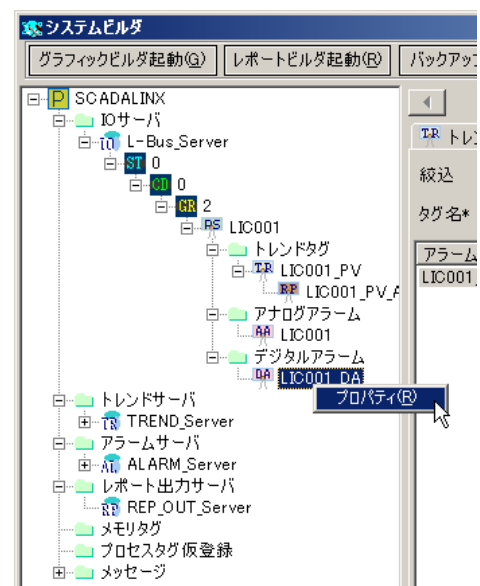 システムビルダ
グラフィックビルダ起動(G) レポートビルダ起動(R) バックアップ
P SCADALINX
IOサーバ
L-Bus_Server
ST 0
CD 0
GR 2
PS LIC001
トレンドタグ
TR LIC001_PV
RP LIC001_PV_A
アナログアラーム
AA LIC001
デジタルアラーム
DA LIC001_DA
プロパティ(R)
トレンドサーバ
TR TREND_Server
アラームサーバ
AL ALARM_Server
レポート出力サーバ
REP_OUT_Server
メモリタグ
プロセスタグ仮登録
メッセージ
TR トレン
絞込
タグ名*
アラーム
LIC001_